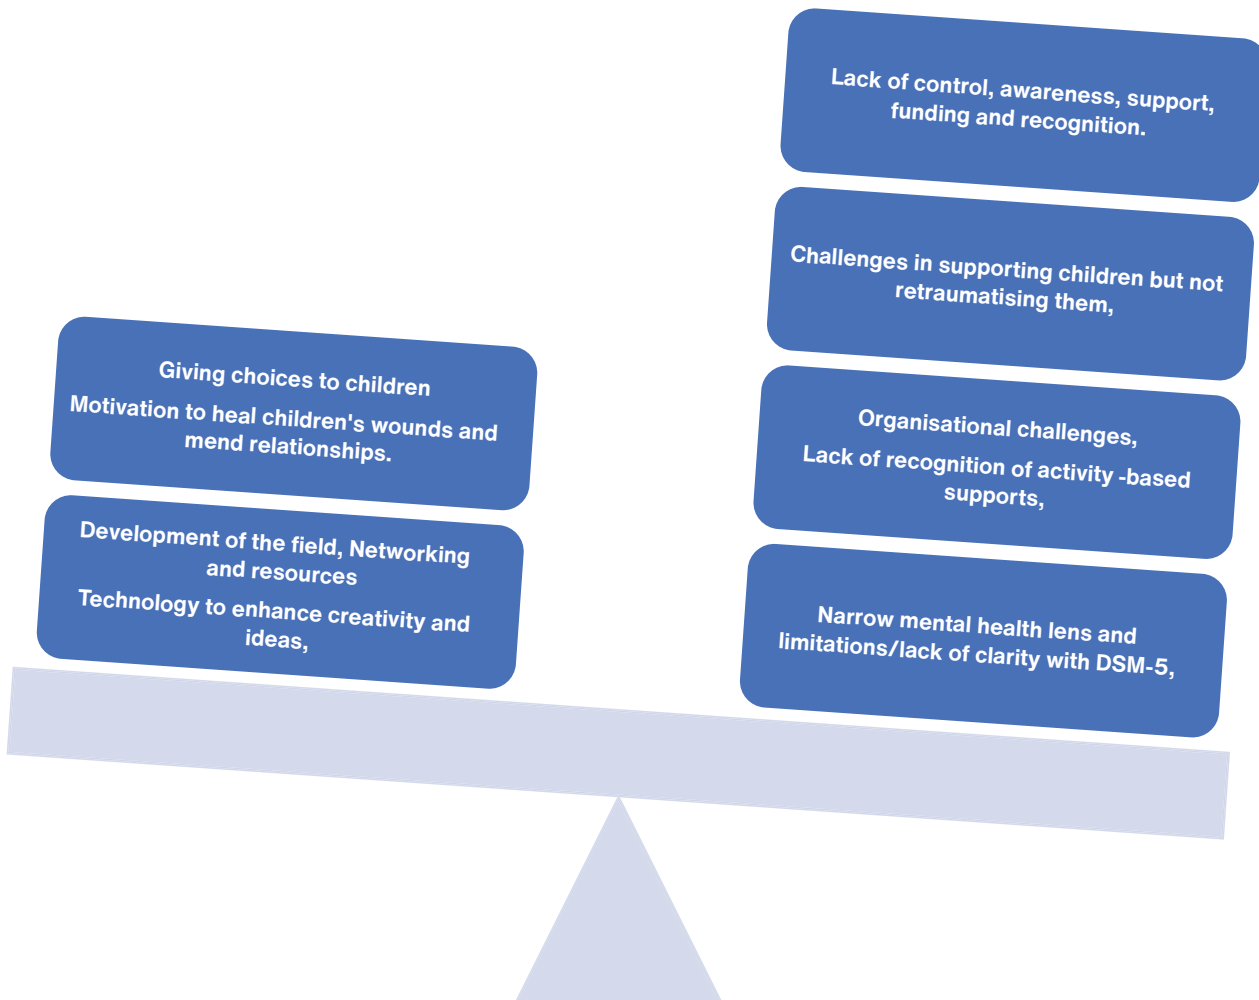 Giving choices to children
Motivation to heal children's wounds and
mend relationships.
Development of the field, Networking
and resources
Technology to enhance creativity and
ideas,
Lack of control, awareness, support,
funding and recognition.
Challenges in supporting children but not
retraumatising them,
Organisational challenges,
Lack of recognition of activity -based
supports,
Narrow mental health lens and
limitations/lack of clarity with DSM-5,